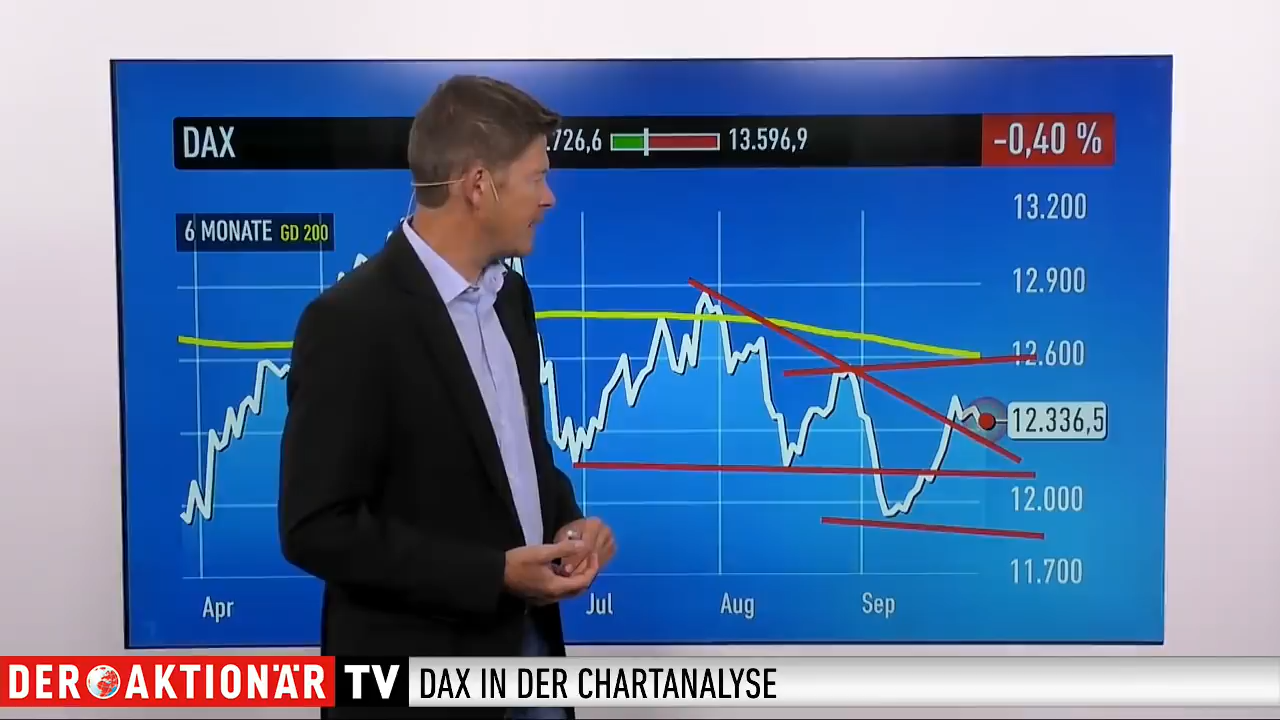 DAX
.726,6 13.596,9
-0,40 %
6 MONATE GD 200
13.200
12.900
12.600
12.336,5
12.000
11.700
Apr Jul Aug Sep
DER AKTIONÄR TV DAX IN DER CHARTANALYSE